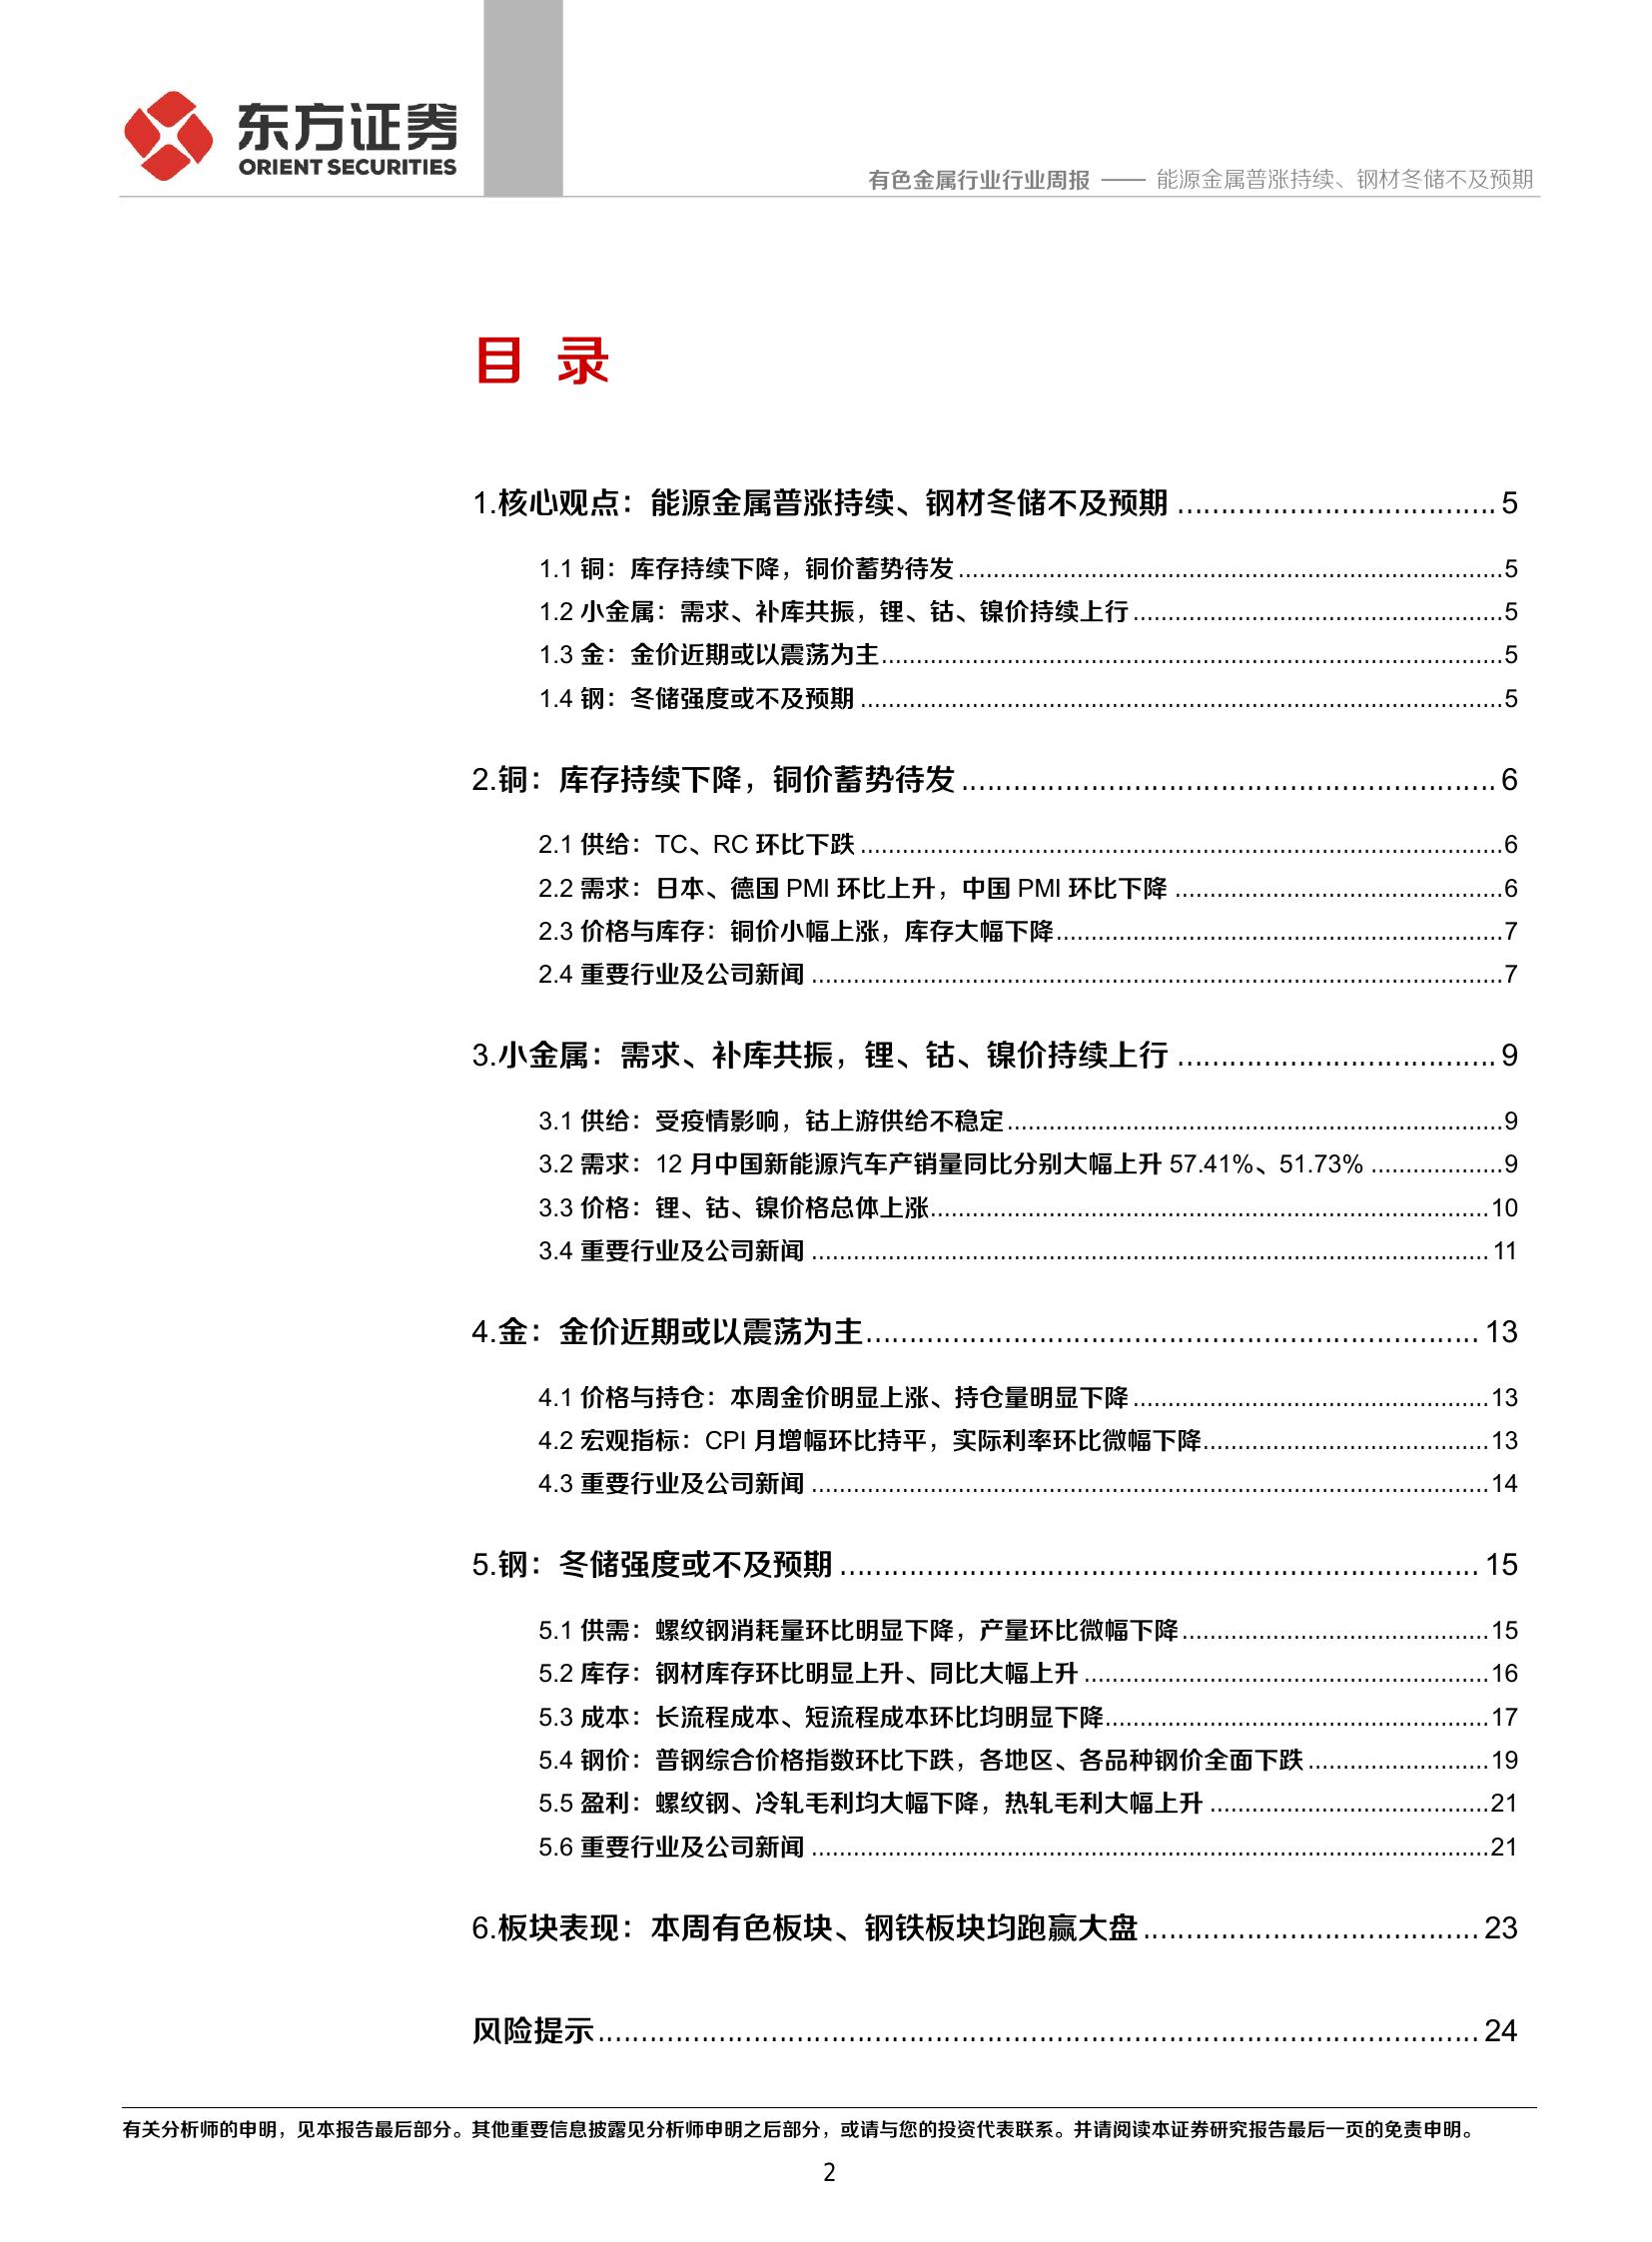 东方证券
ORIENT SECURITIES
有色金属行业行业周报 —— 能源金属普涨持续、钢材冬储不及预期
目 录
1.核心观点：能源金属普涨持续、钢材冬储不及预期 ..................................... 5
1.1 铜：库存持续下降，铜价蓄势待发 ..............................................................................5
1.2 小金属：需求、补库共振，锂、钴、镍价持续上行 .....................................................5
1.3 金：金价近期或以震荡为主.........................................................................................5
1.4 钢：冬储强度或不及预期 ............................................................................................5
2.铜：库存持续下降，铜价蓄势待发 .............................................................. 6
2.1 供给：TC、RC 环比下跌 ............................................................................................6
2.2 需求：日本、德国 PMI 环比上升，中国 PMI 环比下降 ...............................................6
2.3 价格与库存：铜价小幅上涨，库存大幅下降................................................................7
2.4 重要行业及公司新闻 ...................................................................................................7
3.小金属：需求、补库共振，锂、钴、镍价持续上行 ..................................... 9
3.1 供给：受疫情影响，钴上游供给不稳定.......................................................................9
3.2 需求：12 月中国新能源汽车产销量同比分别大幅上升 57.41%、51.73% ...................9
3.3 价格：锂、钴、镍价格总体上涨................................................................................10
3.4 重要行业及公司新闻 ................................................................................................. 11
4.金：金价近期或以震荡为主....................................................................... 13
4.1 价格与持仓：本周金价明显上涨、持仓量明显下降 ...................................................13
4.2 宏观指标：CPI 月增幅环比持平，实际利率环比微幅下降.........................................13
4.3 重要行业及公司新闻 .................................................................................................14
5.钢：冬储强度或不及预期 .......................................................................... 15
5.1 供需：螺纹钢消耗量环比明显下降，产量环比微幅下降............................................15
5.2 库存：钢材库存环比明显上升、同比大幅上升 ..........................................................16
5.3 成本：长流程成本、短流程成本环比均明显下降.......................................................17
5.4 钢价：普钢综合价格指数环比下跌，各地区、各品种钢价全面下跌 ..........................19
5.5 盈利：螺纹钢、冷轧毛利均大幅下降，热轧毛利大幅上升 ........................................21
5.6 重要行业及公司新闻 .................................................................................................21
6.板块表现：本周有色板块、钢铁板块均跑赢大盘....................................... 23
风险提示...................................................................................................... 24
有关分析师的申明，见本报告最后部分。其他重要信息披露见分析师申明之后部分，或请与您的投资代表联系。并请阅读本证券研究报告最后一页的免责申明。
2